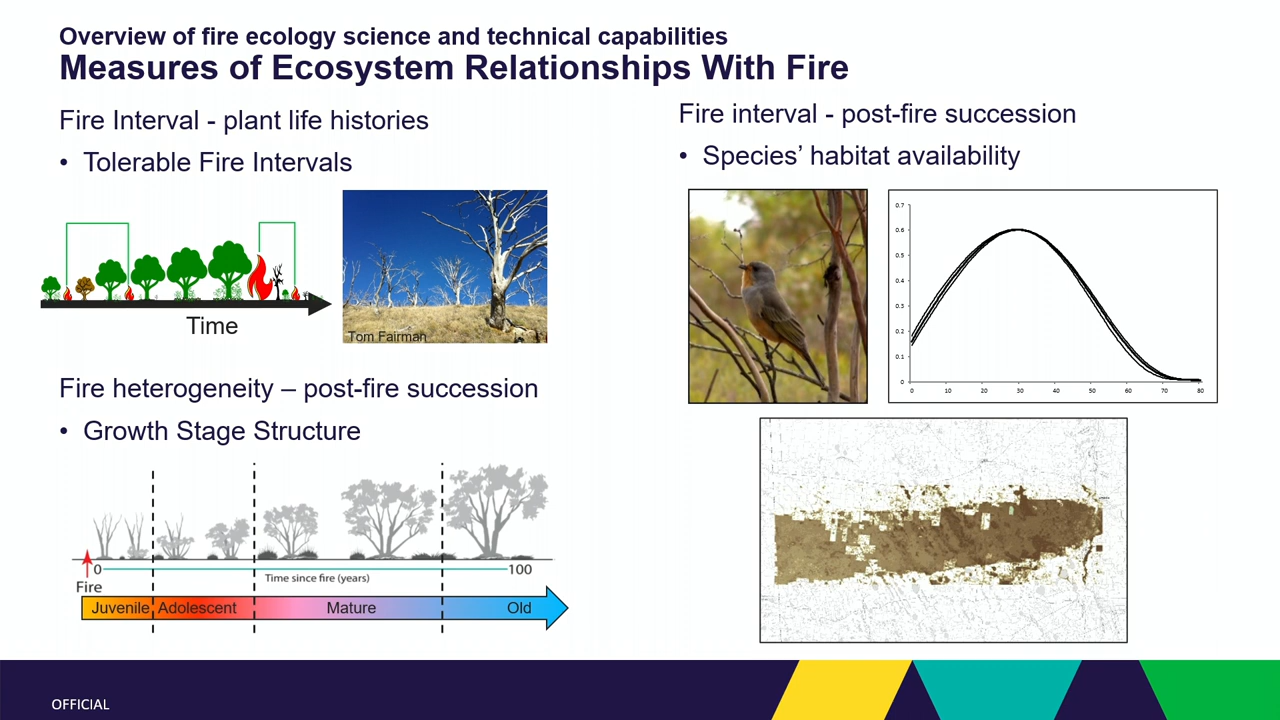 Overview of fire ecology science and technical capabilities
Measures of Ecosystem Relationships With Fire
Fire Interval - plant life histories
• Tolerable Fire Intervals
Time
Tom Fairman
Fire heterogeneity – post-fire succession
• Growth Stage Structure
0
100
Time since fire (years)
Fire
Juvenile
Adolescent
Mature
Old
Fire interval - post-fire succession
• Species’ habitat availability
0.7
0.6
0.5
0.4
0.3
0.2
0.1
0
0 10 20 30 40 50 60 70 80
OFFICIAL